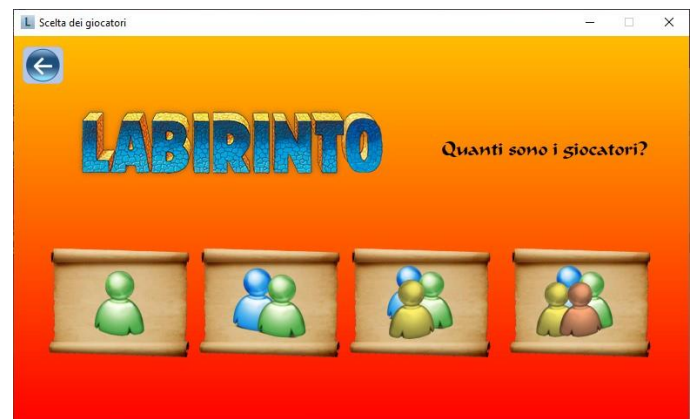 L Scelta dei giocatori
LABIRINTO
Quanti sono i giocatori?